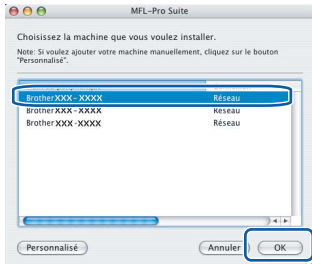 MFL-Pro Suite
Choisissez la machine que vous voulez installer.
Note: Si voulez ajouter votre machine manuellement, cliquez sur le bouton
"Personnalisé".
BrotherXXX-XXXX Réseau
BrotherXXX-XXXX Réseau
BrotherXXX-XXXX Réseau
Personnalisé Annuler OK